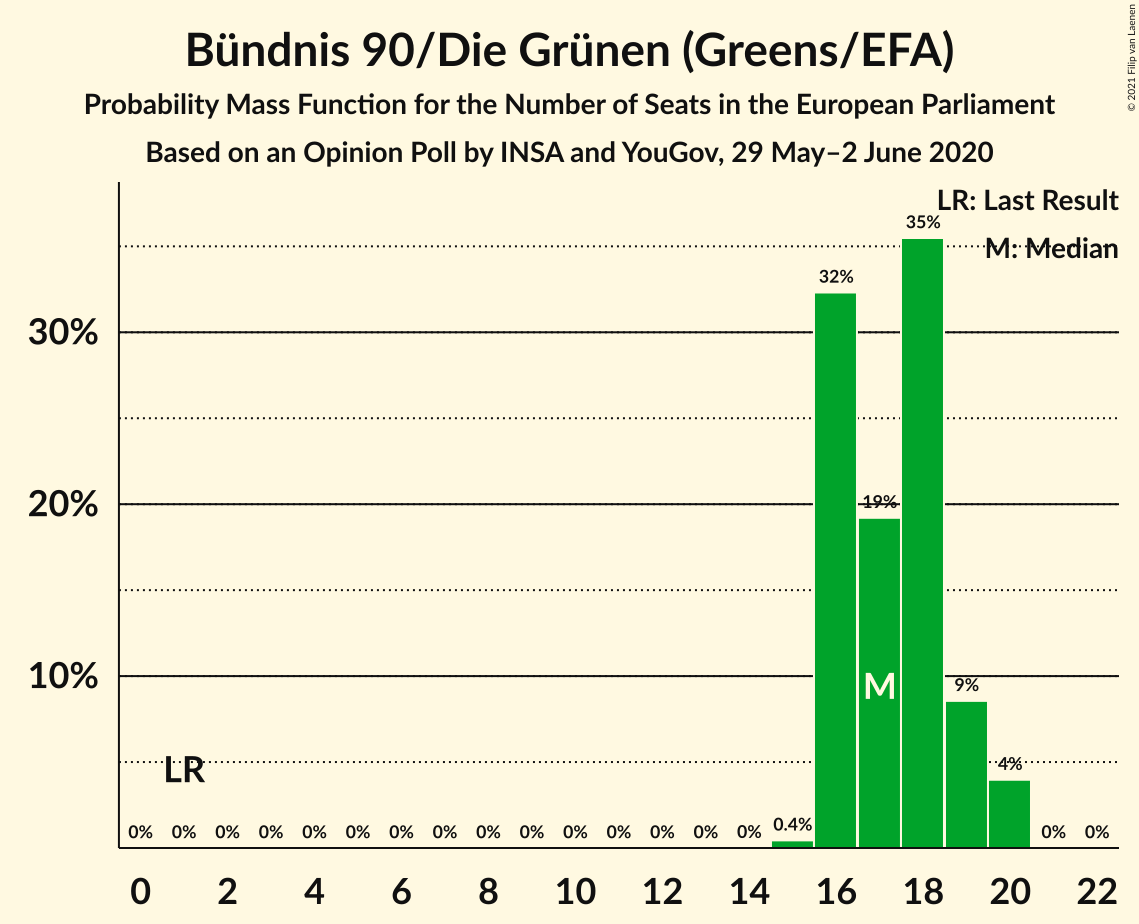 Bündnis 90/Die Grünen (Greens/EFA)
Probability Mass Function for the Number of Seats in the European Parliament
Based on an Opinion Poll by INSA and YouGov, 29 May–2 June 2020
© 2021 Filip van Laenen
LR: Last Result
M: Median
35%
32%
30%
19%
20%
10%
M
9%
LR
4%
0% 0% 0% 0% 0% 0% 0% 0% 0% 0% 0% 0% 0% 0% 0% 0.4% 0% 0%
0 2 4 6 8 10 12 14 16 18 20 22